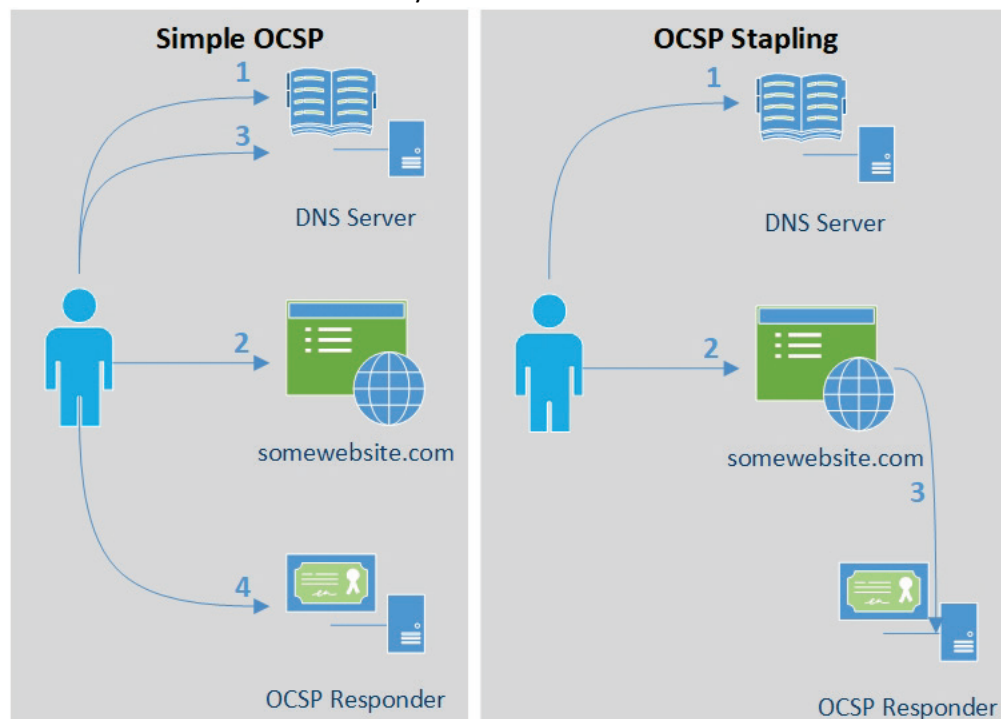 Simple OCSP
1
3
DNS Server
2
somewebsite.com
4
OCSP Responder
OCSP Stapling
1
DNS Server
2
somewebsite.com
3
OCSP Responder